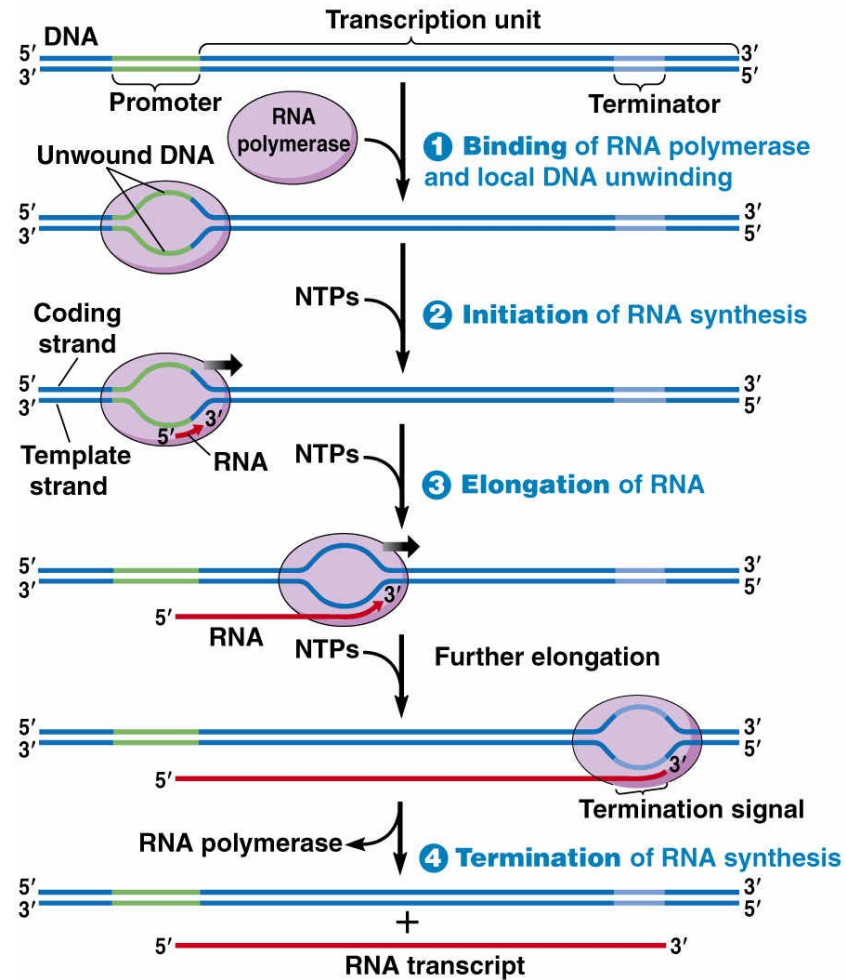 Transcription unit
DNA
5′ 3′
3′ 5′
Promoter
Terminator
RNA
polymerase
1 Binding of RNA polymerase
and local DNA unwinding
Unwound DNA
5′ 3′
3′ 5′
NTPs
2 Initiation of RNA synthesis
Coding
strand
5′ 3′
3′ 5′
5′ 3′
Template
strand
RNA
NTPs
3 Elongation of RNA
5′ 3′
3′ 5′
5′ 3′
RNA
NTPs
Further elongation
5′ 3′
3′ 5′
5′ 3′
Termination signal
RNA polymerase
4 Termination of RNA synthesis
5′ 3′
3′ 5′
+
5′ 3′
RNA transcript